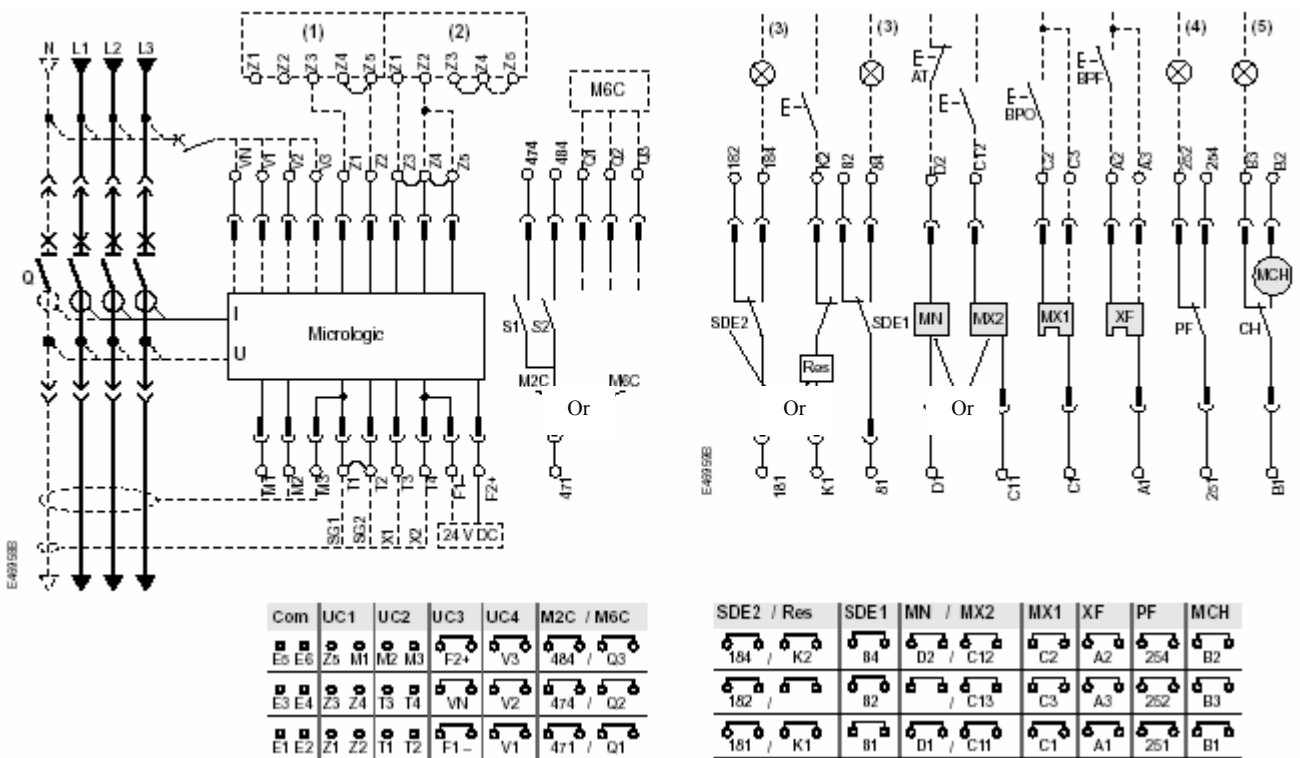 (1) (2)
N L1 L2 L3
Z1 Z2 Z3 Z4 Z5 Z1 Z2 Z3 Z4 Z5
M6C
VN V1 V2 V3 Z1 Z2 Z3 Z4 Z5
474 484 Q1 Q2 Q3
Q
I
U
Micrologic
S1 S2
M2C M6C
Or
M1 M2 M3 T1 T2 T3 T4 F1– F2+
471
SG1 SG2 X1 X2
24 V DC
E46958B
(3) (3) (4) (5)
E- AT
E-
E-
E- BPO
E- BPF
182 184 K2 82 84 D2 C12 C2 C3 A2 A3 252 254 B3 B2
MCH
SDE2 SDE1 MN MX2 MX1 XF PF CH
Res
Or Or
181 K1 81 D1 C11 C1 A1 251 B1
E46959B
Com UC1 UC2 UC3 UC4 M2C / M6C
E5 E6 Z5 M1 M2 M3 F2+ V3 484 / Q3
E3 E4 Z3 Z4 T3 T4 VN V2 474 / Q2
E1 E2 Z1 Z2 T1 T2 F1 – V1 471 / Q1
SDE2 / Res SDE1 MN / MX2 MX1 XF PF MCH
184 / K2 84 D2 / C12 C2 A2 254 B2
182 / 82 / C13 C3 A3 252 B3
181 / K1 81 D1 / C11 C1 A1 251 B1